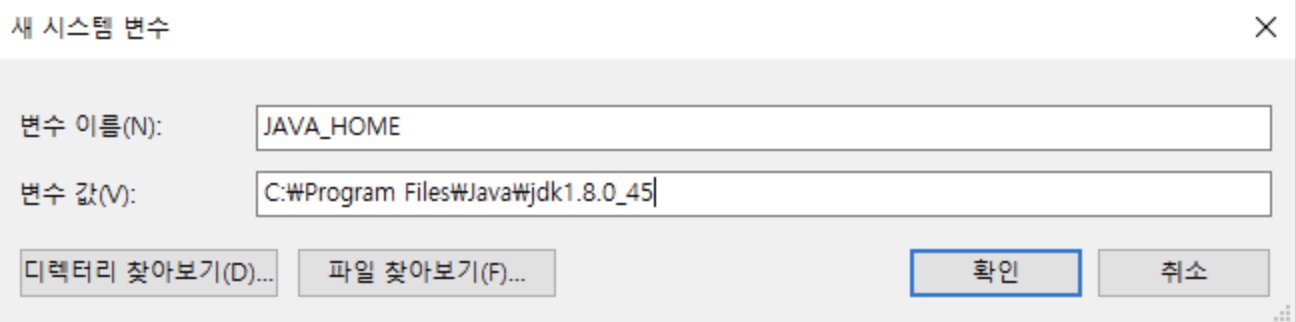 새 시스템 변수
변수 이름(N): JAVA_HOME
변수 값(V): C:₩Program Files₩Java₩jdk1.8.0_45
디렉터리 찾아보기(D)... 파일 찾아보기(F)... 확인 취소